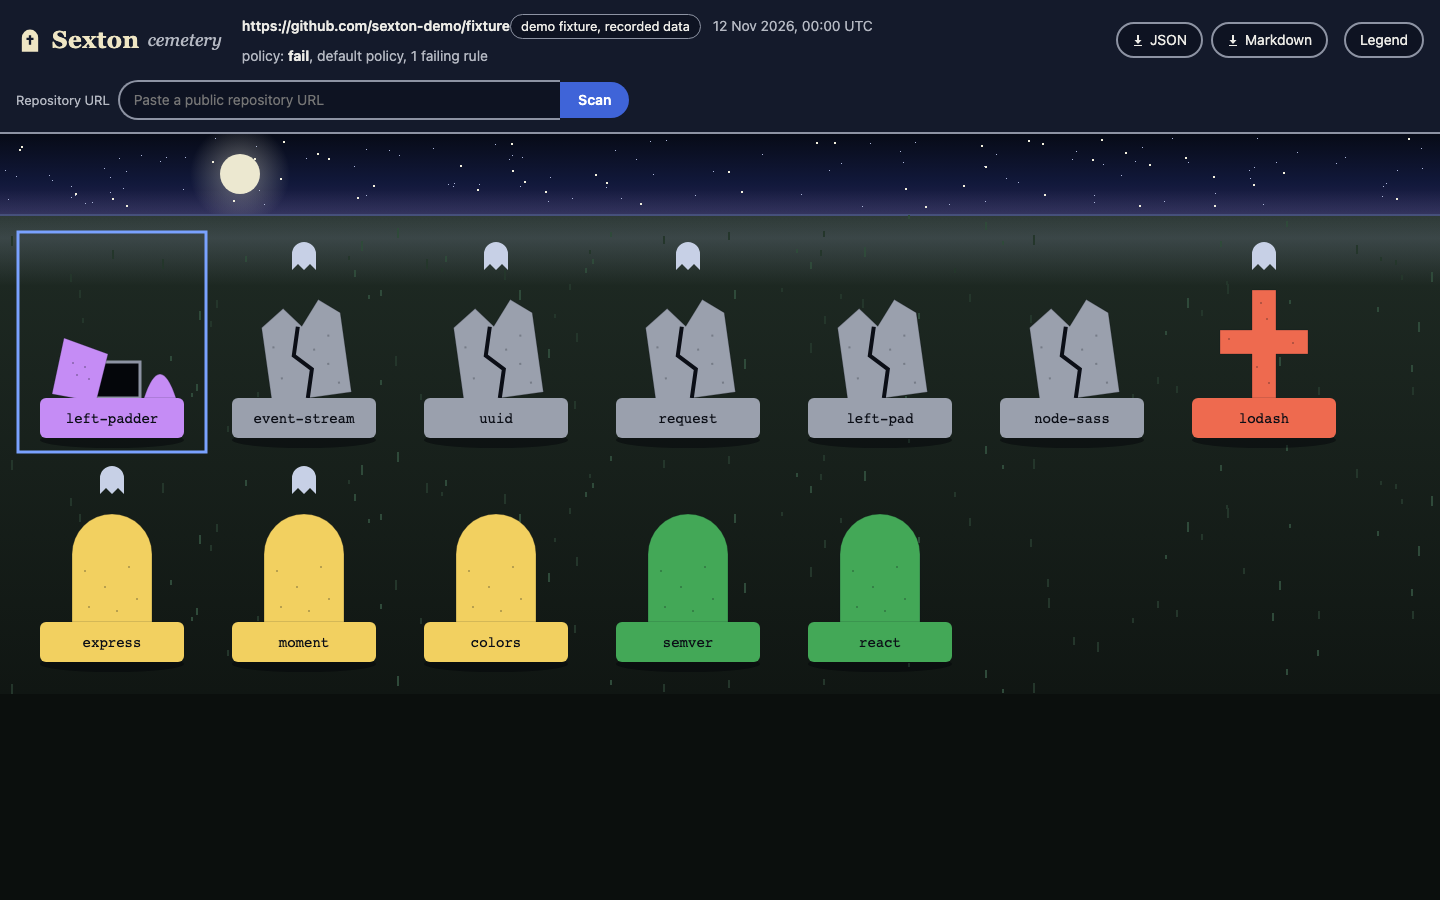 Sexton cemetery
https://github.com/sexton-demo/fixture demo fixture, recorded data 12 Nov 2026, 00:00 UTC
policy: fail, default policy, 1 failing rule
JSON Markdown Legend
Repository URL Paste a public repository URL Scan
left-padder event-stream uuid request left-pad node-sass lodash
express moment colors semver react